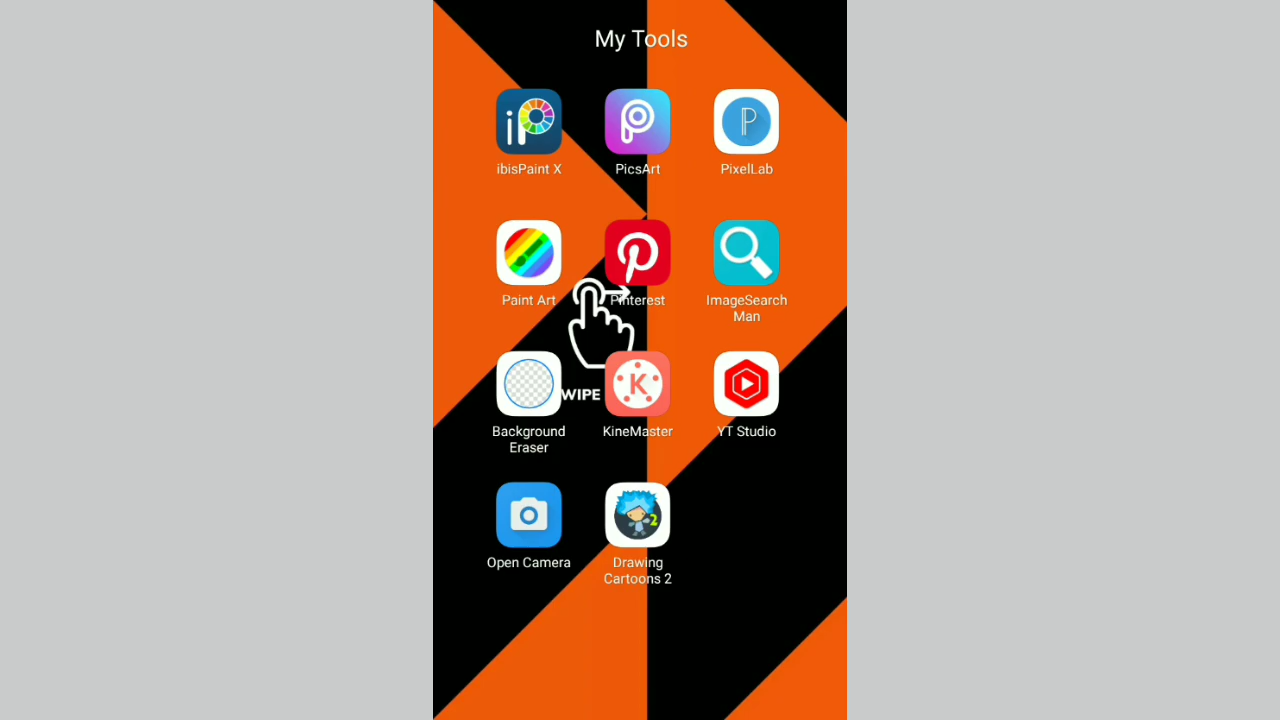 My Tools
ibisPaint X
PicsArt
PixelLab
Paint Art
Pinterest
ImageSearch
Man
WIPE
Background
Eraser
KineMaster
YT Studio
Open Camera
Drawing
Cartoons 2